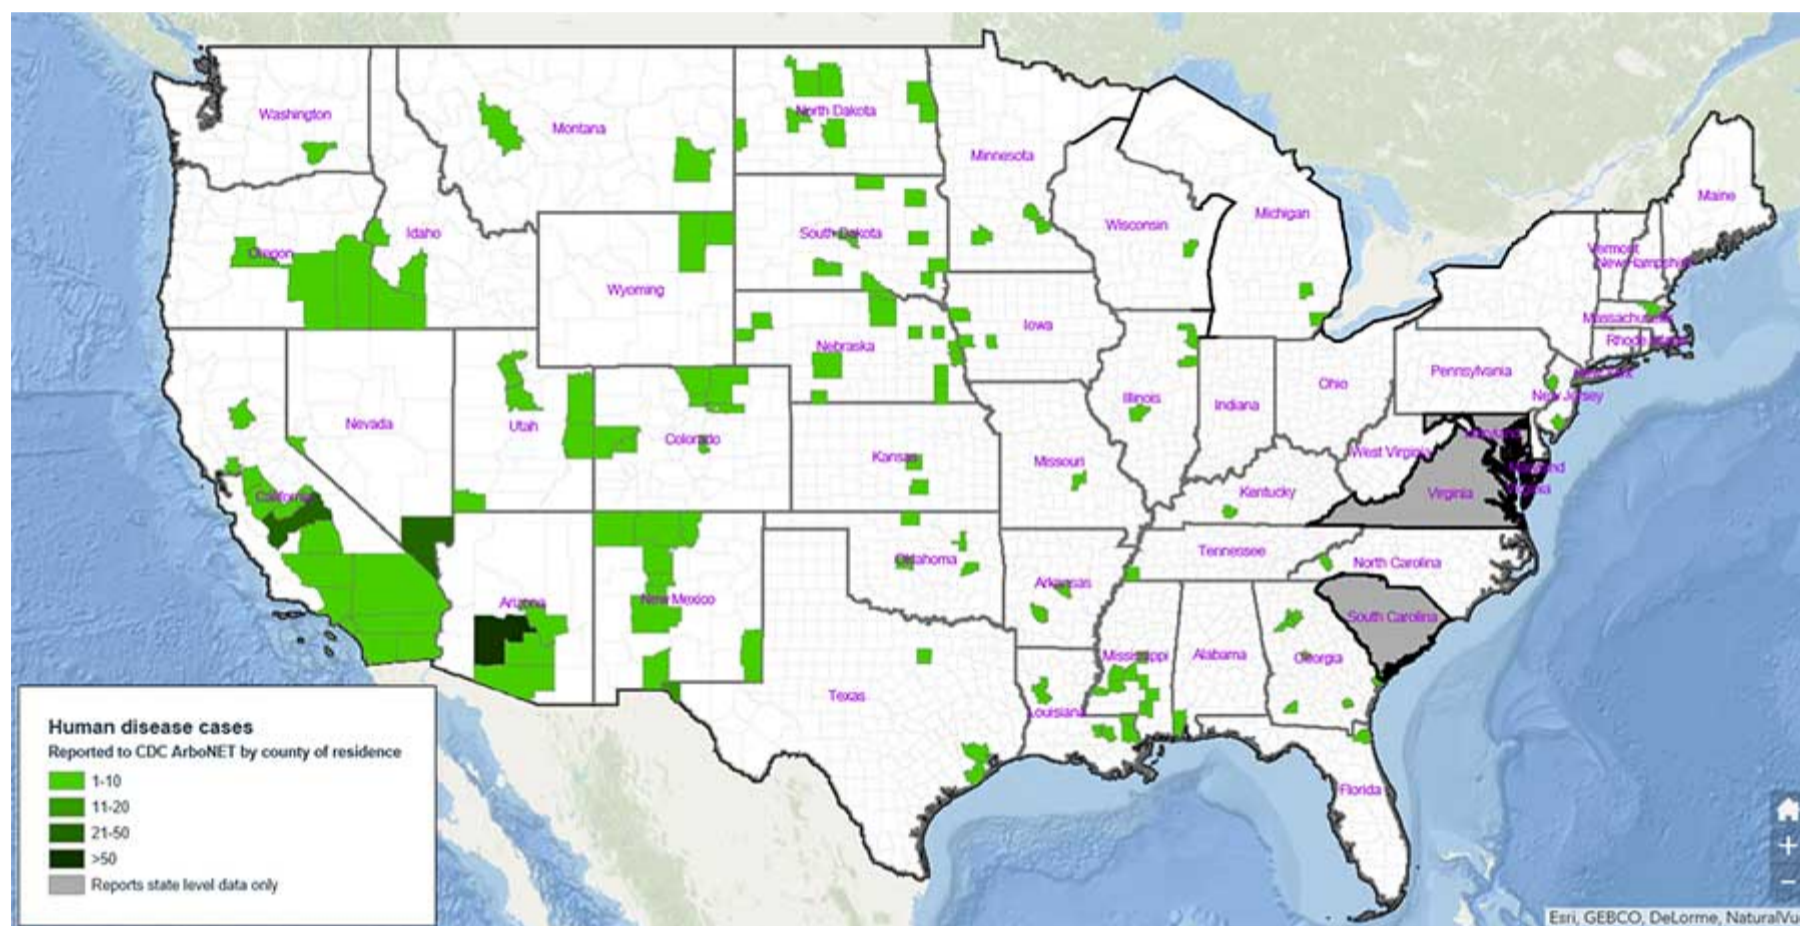 Washington
Montana
North Dakota
Minnesota
Maine
Oregon
Idaho
South Dakota
Wisconsin
Michigan
Vermont
New Hampshire
Wyoming
Iowa
Massachusetts
Nebraska
Nevada
Utah
Colorado
Illinois
Indiana
Ohio
Pennsylvania
New Jersey
California
Kansas
Missouri
Kentucky
West Virginia
Maryland
Virginia
Arizona
New Mexico
Oklahoma
Arkansas
Tennessee
North Carolina
South Carolina
Texas
Louisiana
Mississippi
Alabama
Georgia
Florida
Human disease cases
Reported to CDC ArboNET by county of residence
1-10
11-20
21-50
>50
Reports state level data only
Esri, GEBCO, DeLorme, NaturalVu